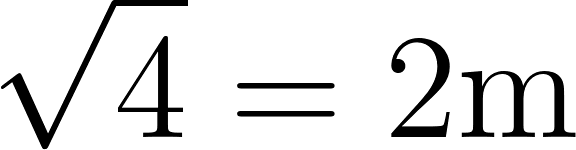 √4 = 2m